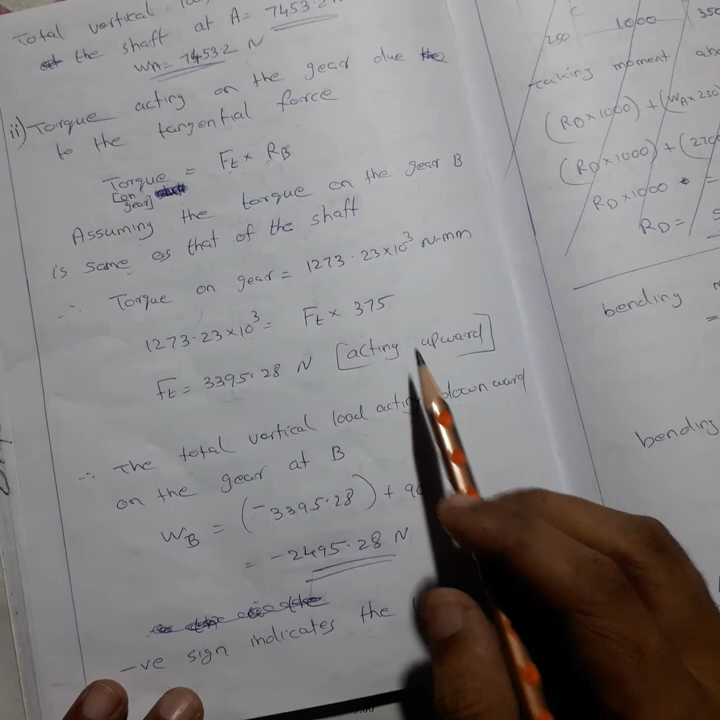 Total vertical
the shaft at A = 7453.2 N
WA = 7453.2 N
ii) Torque acting on the gear due
to the tangential force
Torque = Ft × RB
[on gear]
Assuming the torque on the gear B
is same as that of the shaft
∴ Torque on gear = 1273.23×10³ N-mm
1273.23×10³ = Ft × 375
Ft = 3395.28 N [acting upward]
∴ The total vertical load acting downward
on the gear at B
WB = (-3395.28) +
= -2495.28 N
-ve sign indicates the
C
250 1000 350
Taking moment
(RD×1000) + (WA×250
(RD×1000) + (270
RD×1000 =
RD =
bending
=
bending